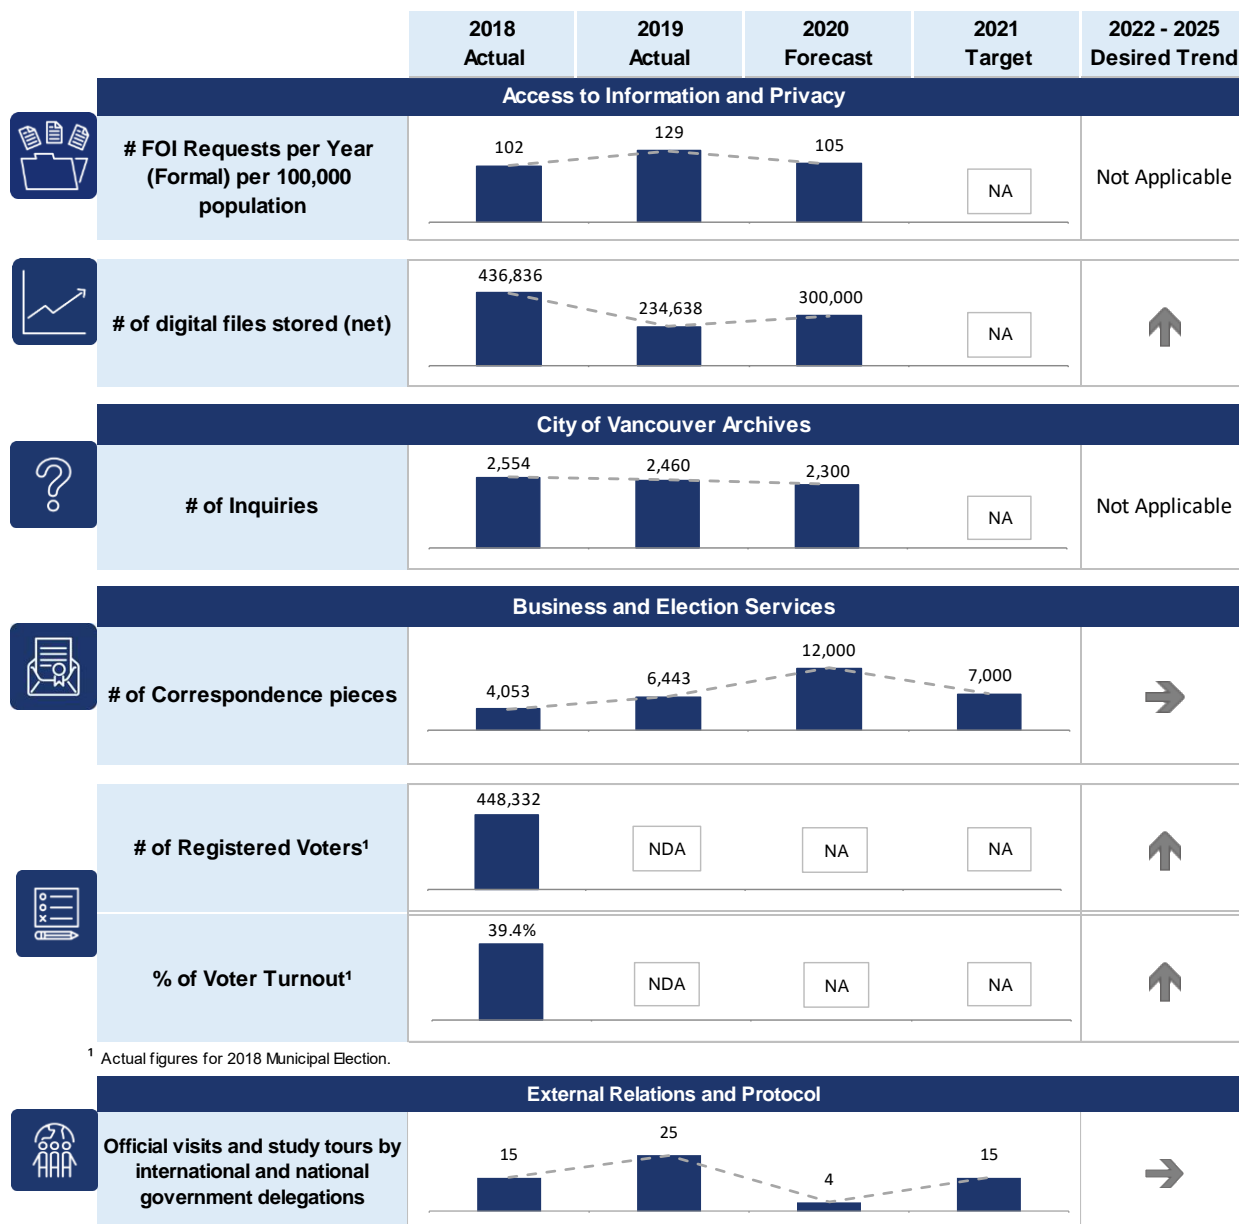 2018 2019 2020 2021 2022 - 2025
Actual Actual Forecast Target Desired Trend
Access to Information and Privacy
# FOI Requests per Year
(Formal) per 100,000
population
102 129 105 NA Not Applicable
# of digital files stored (net)
436,836 234,638 300,000 NA
City of Vancouver Archives
# of Inquiries
2,554 2,460 2,300 NA Not Applicable
Business and Election Services
# of Correspondence pieces
4,053 6,443 12,000 7,000
# of Registered Voters¹
448,332 NDA NA NA
% of Voter Turnout¹
39.4% NDA NA NA
¹ Actual figures for 2018 Municipal Election.
External Relations and Protocol
Official visits and study tours by
international and national
government delegations
15 25 4 15